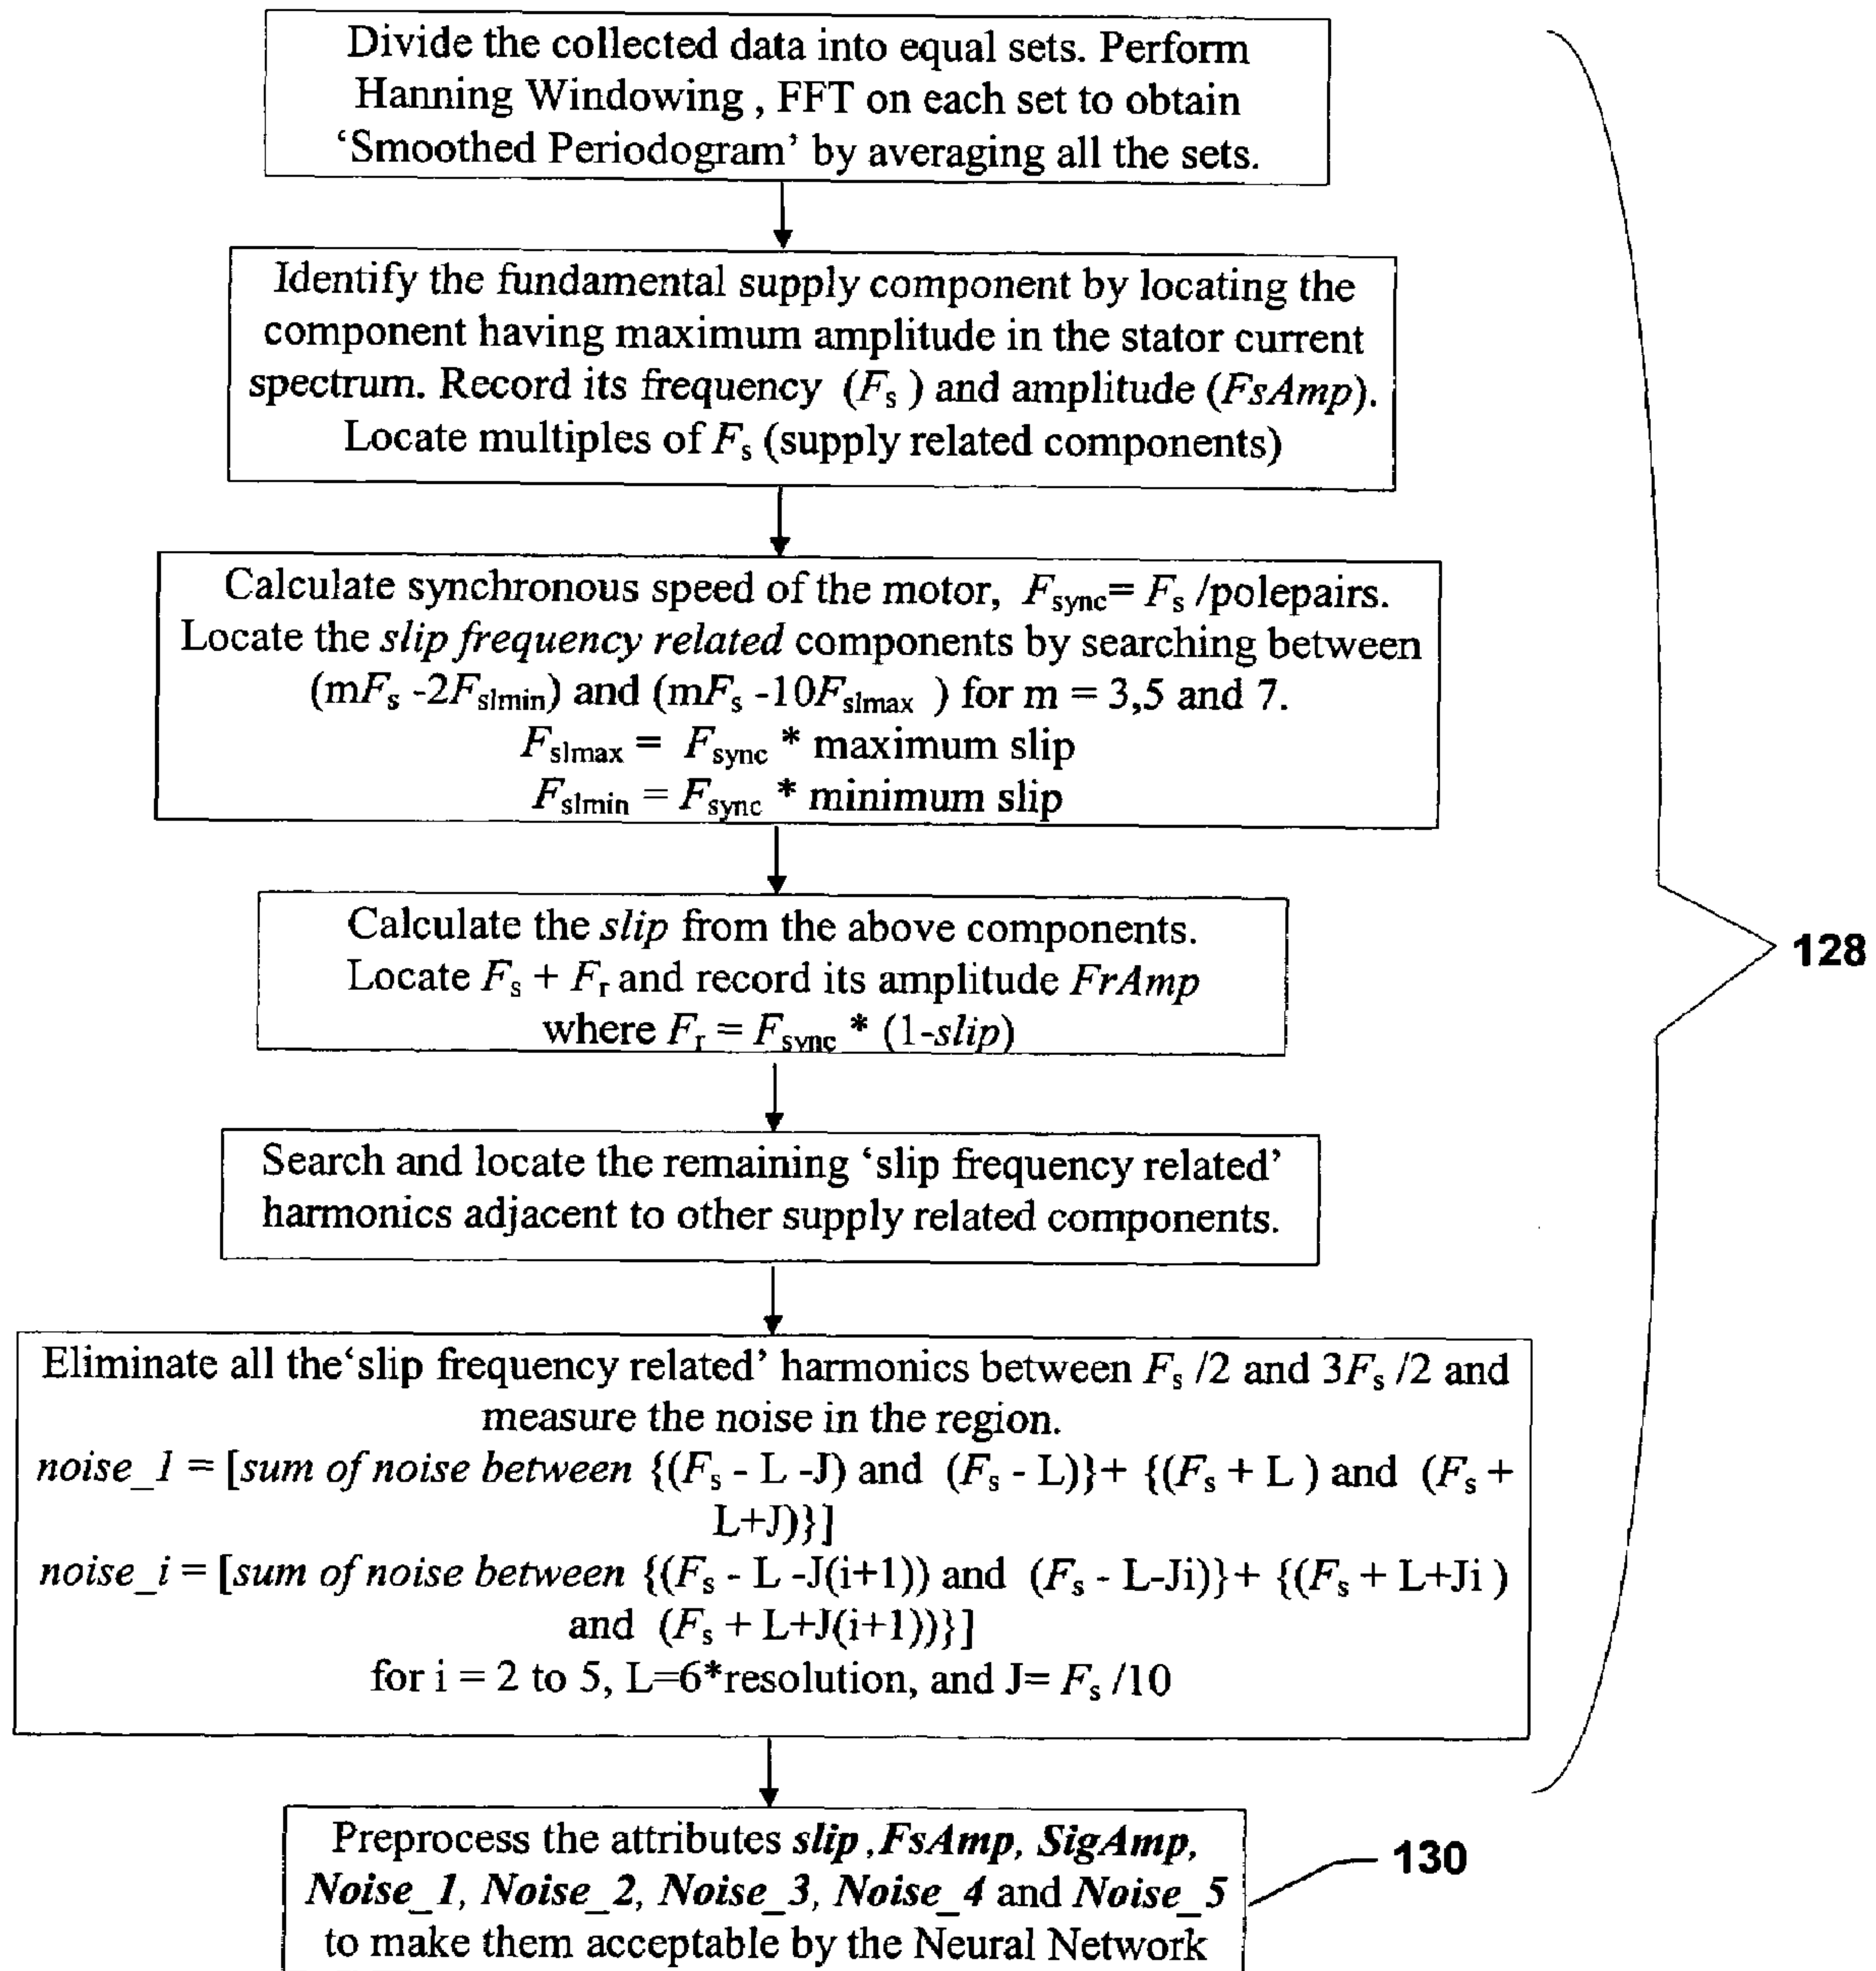 Divide the collected data into equal sets. Perform
Hanning Windowing , FFT on each set to obtain
‘Smoothed Periodogram’ by averaging all the sets.
Identify the fundamental supply component by locating the
component having maximum amplitude in the stator current
spectrum. Record its frequency (Fs ) and amplitude (FsAmp).
Locate multiples of Fs (supply related components)
Calculate synchronous speed of the motor, Fsync= Fs /polepairs.
Locate the slip frequency related components by searching between
(mFs -2Fslmin) and (mFs -10Fslmax ) for m = 3,5 and 7.
Fslmax = Fsync * maximum slip
Fslmin = Fsync * minimum slip
Calculate the slip from the above components.
Locate Fs + Fr and record its amplitude FrAmp
where Fr = Fsync * (1-slip)
128
Search and locate the remaining ‘slip frequency related’
harmonics adjacent to other supply related components.
Eliminate all the‘slip frequency related’ harmonics between Fs /2 and 3Fs /2 and
measure the noise in the region.
noise_1 = [sum of noise between {(Fs - L -J) and (Fs - L)}+ {(Fs + L ) and (Fs +
L+J)}]
noise_i = [sum of noise between {(Fs - L -J(i+1)) and (Fs - L-Ji)}+ {(Fs + L+Ji )
and (Fs + L+J(i+1))}]
for i = 2 to 5, L=6*resolution, and J= Fs /10
Preprocess the attributes slip,FsAmp, SigAmp,
Noise_1, Noise_2, Noise_3, Noise_4 and Noise_5
to make them acceptable by the Neural Network
130